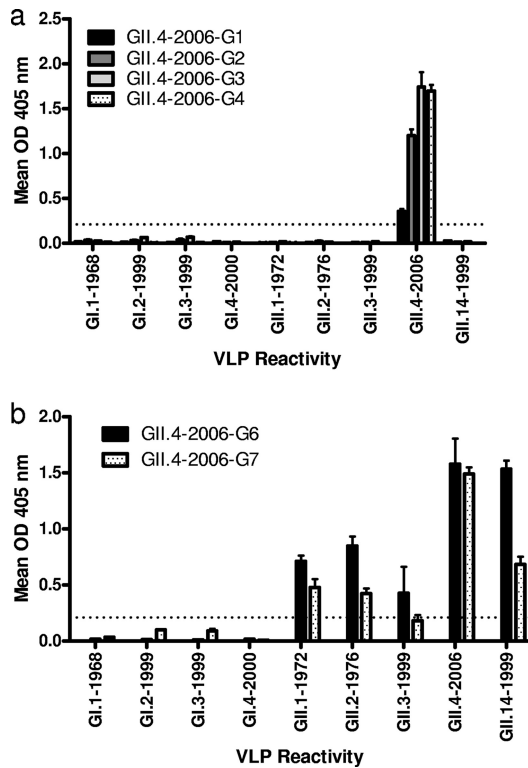 a
2.5
2.0
1.5
1.0
0.5
0.0
Mean OD 405 nm
GII.4-2006-G1
GII.4-2006-G2
GII.4-2006-G3
GII.4-2006-G4
GI.1-1968
GI.2-1999
GI.3-1999
GI.4-2000
GII.1-1972
GII.2-1976
GII.3-1999
GII.4-2006
GII.14-1999
VLP Reactivity
b
2.0
1.5
1.0
0.5
0.0
Mean OD 405 nm
GII.4-2006-G6
GII.4-2006-G7
GI.1-1968
GI.2-1999
GI.3-1999
GI.4-2000
GII.1-1972
GII.2-1976
GII.3-1999
GII.4-2006
GII.14-1999
VLP Reactivity